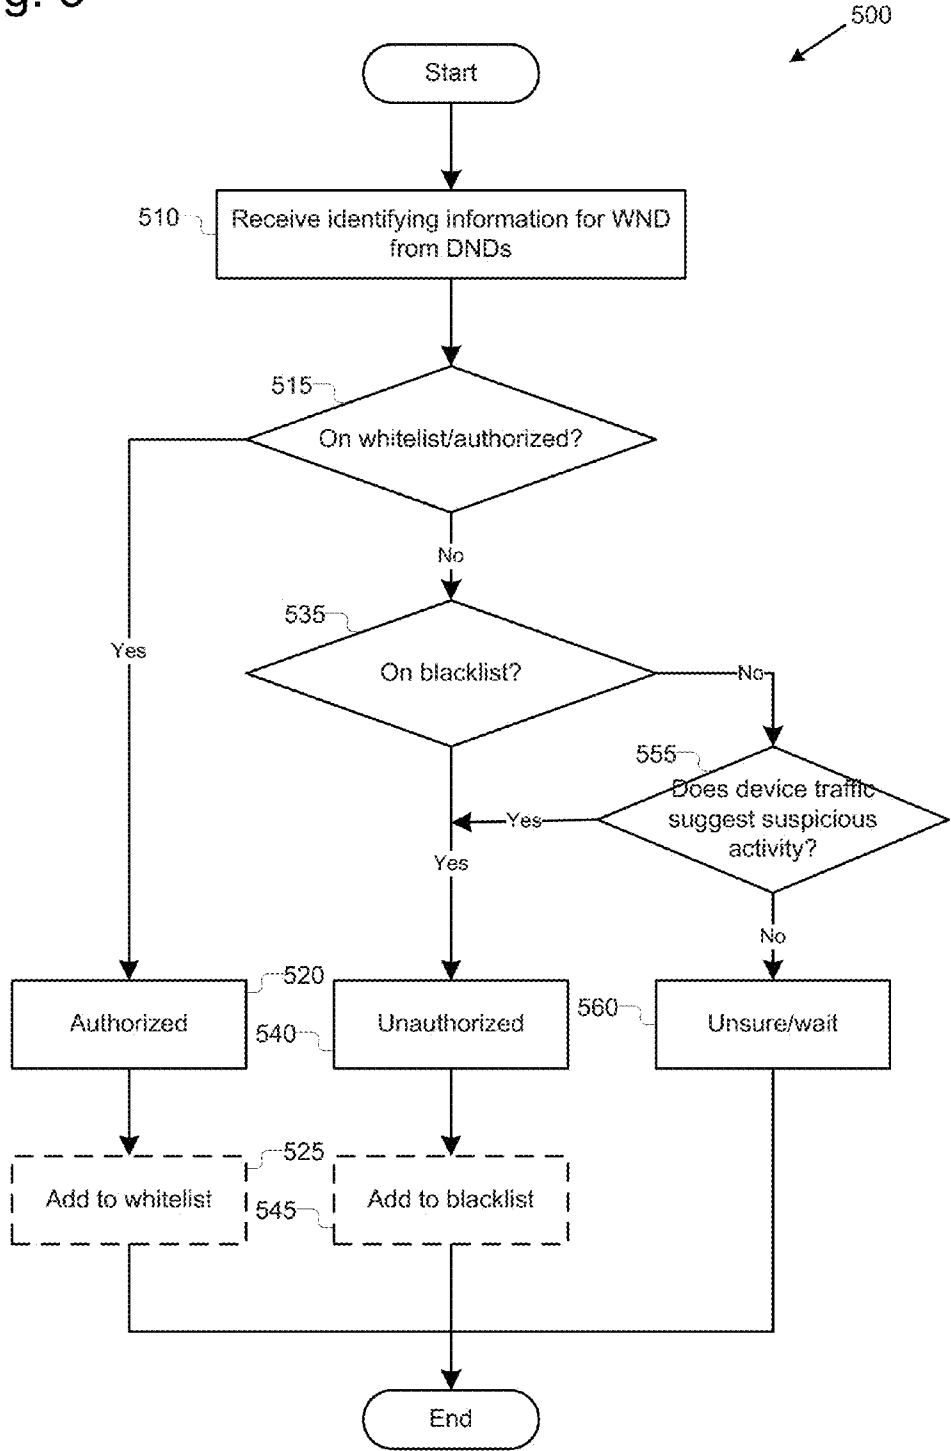 500
Start
510
Receive identifying information for WND
from DNDs
515
On whitelist/authorized?
No
535
Yes
On blacklist?
No
555
Does device traffic
suggest suspicious
activity?
Yes
Yes
No
520
560
Authorized
540
Unauthorized
Unsure/wait
525
Add to whitelist
545
Add to blacklist
End